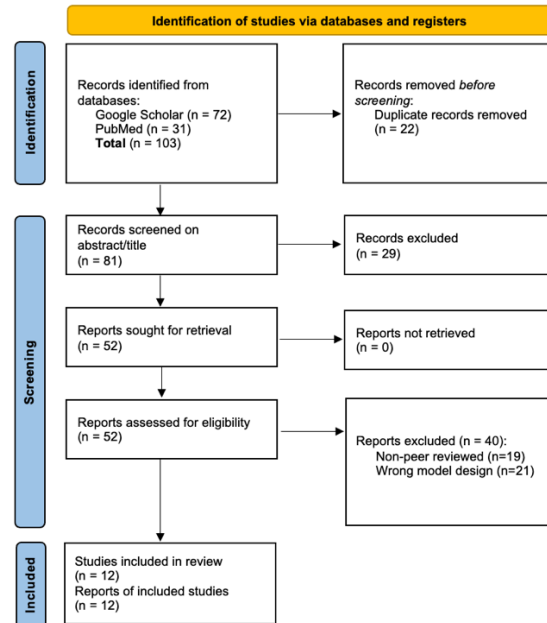 Identification of studies via databases and registers
Identification
Records identified from
databases:
Google Scholar (n = 72)
PubMed (n = 31)
Total (n = 103)
Records removed before
screening:
Duplicate records removed
(n = 22)
Screening
Records screened on
abstract/title
(n = 81)
Records excluded
(n = 29)
Reports sought for retrieval
(n = 52)
Reports not retrieved
(n = 0)
Reports assessed for eligibility
(n = 52)
Reports excluded (n = 40):
Non-peer reviewed (n=19)
Wrong model design (n=21)
Included
Studies included in review
(n = 12)
Reports of included studies
(n = 12)